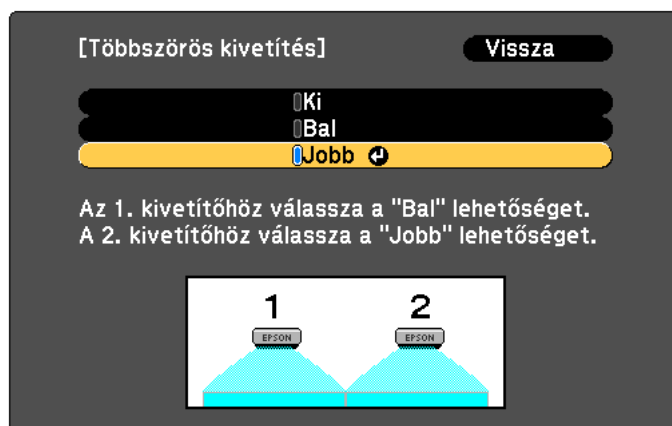 [Többszörös kivetítés] Vissza
Ki
Bal
Jobb
Az 1. kivetítőhöz válassza a "Bal" lehetőséget.
A 2. kivetítőhöz válassza a "Jobb" lehetőséget.
1 2
EPSON EPSON